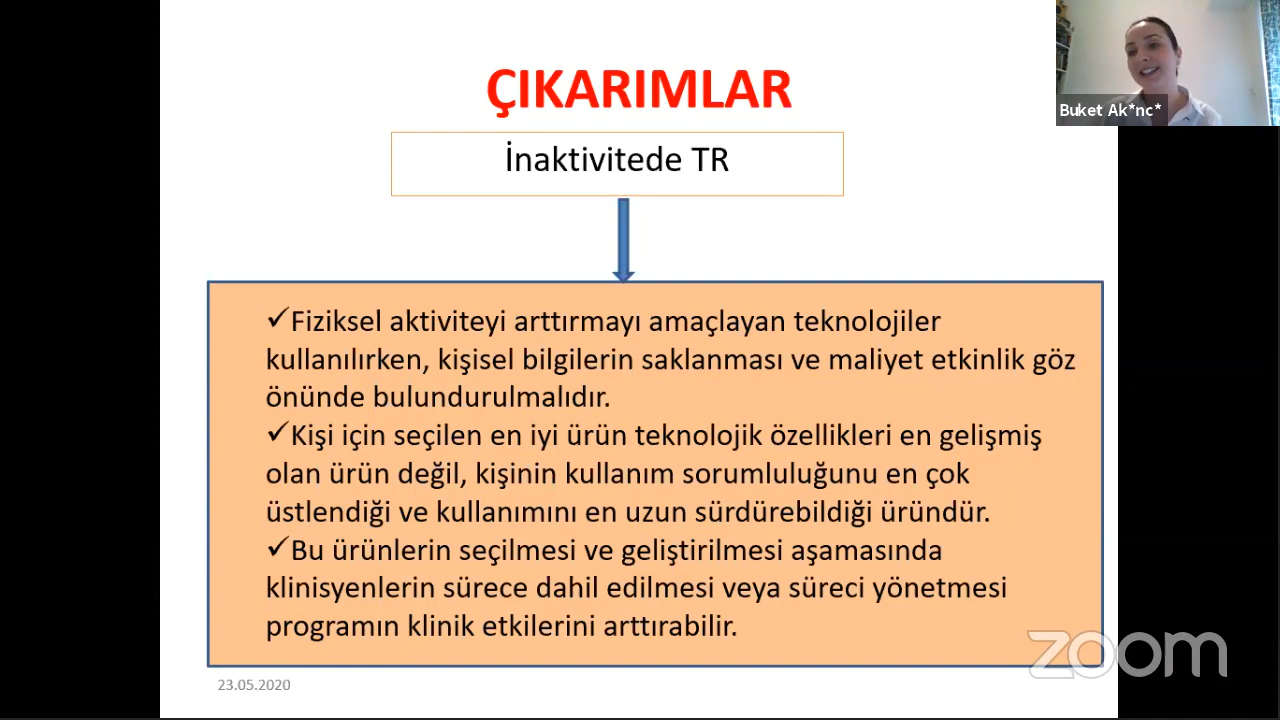 ÇIKARIMLAR
Buket Ak*nc*
İnaktivitede TR
✓Fiziksel aktiviteyi arttırmayı amaçlayan teknolojiler
kullanılırken, kişisel bilgilerin saklanması ve maliyet etkinlik göz
önünde bulundurulmalıdır.
✓Kişi için seçilen en iyi ürün teknolojik özellikleri en gelişmiş
olan ürün değil, kişinin kullanım sorumluluğunu en çok
üstlendiği ve kullanımını en uzun sürdürebildiği üründür.
✓Bu ürünlerin seçilmesi ve geliştirilmesi aşamasında
klinisyenlerin sürece dahil edilmesi veya süreci yönetmesi
programın klinik etkilerini arttırabilir.
zoom
23.05.2020